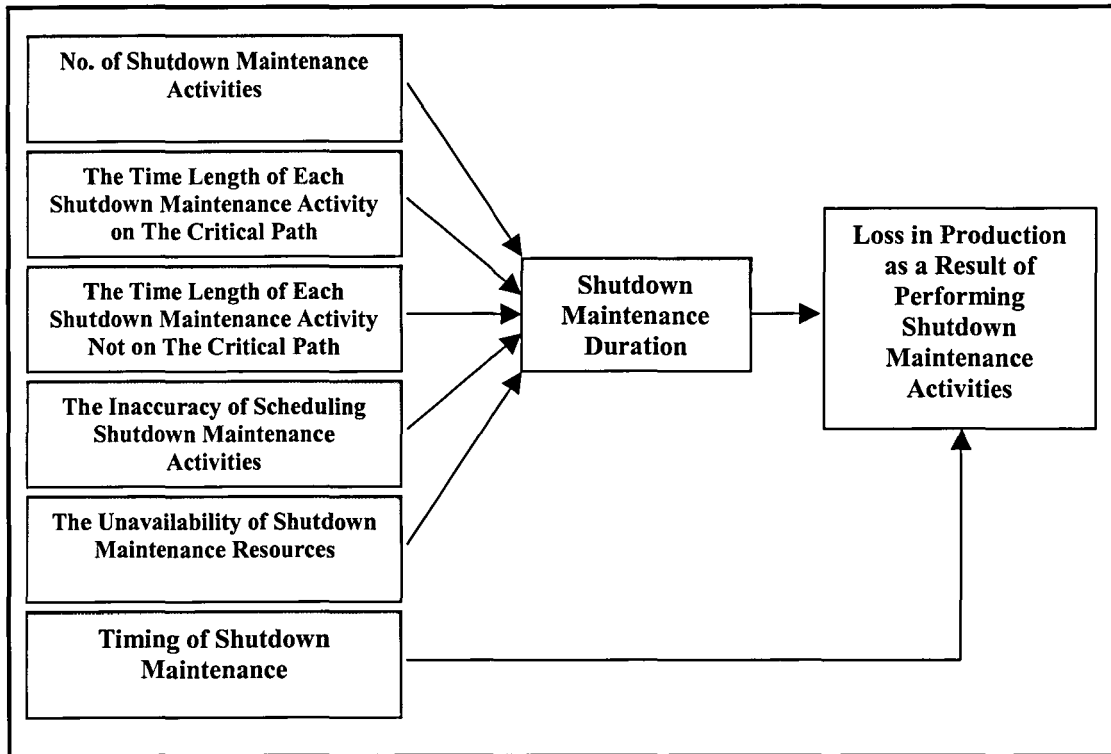 No. of Shutdown Maintenance
Activities
The Time Length of Each
Shutdown Maintenance Activity
on The Critical Path
The Time Length of Each
Shutdown Maintenance Activity
Not on The Critical Path
The Inaccuracy of Scheduling
Shutdown Maintenance
Activities
The Unavailability of Shutdown
Maintenance Resources
Timing of Shutdown
Maintenance
Shutdown
Maintenance
Duration
Loss in Production
as a Result of
Performing
Shutdown
Maintenance
Activities